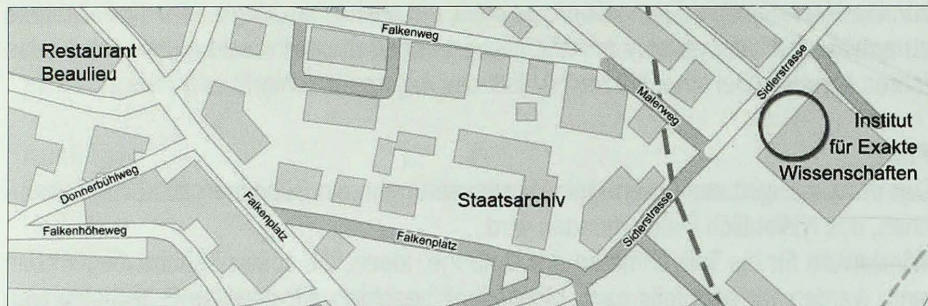 Restaurant
Beaulieu
Falkenweg
Malerweg
Sidlerstrasse
Institut
für Exakte
Wissenschaften
Donnerbühlweg
Falkenhöheweg
Falkenplatz
Falkenplatz
Staatsarchiv
Sidlerstrasse